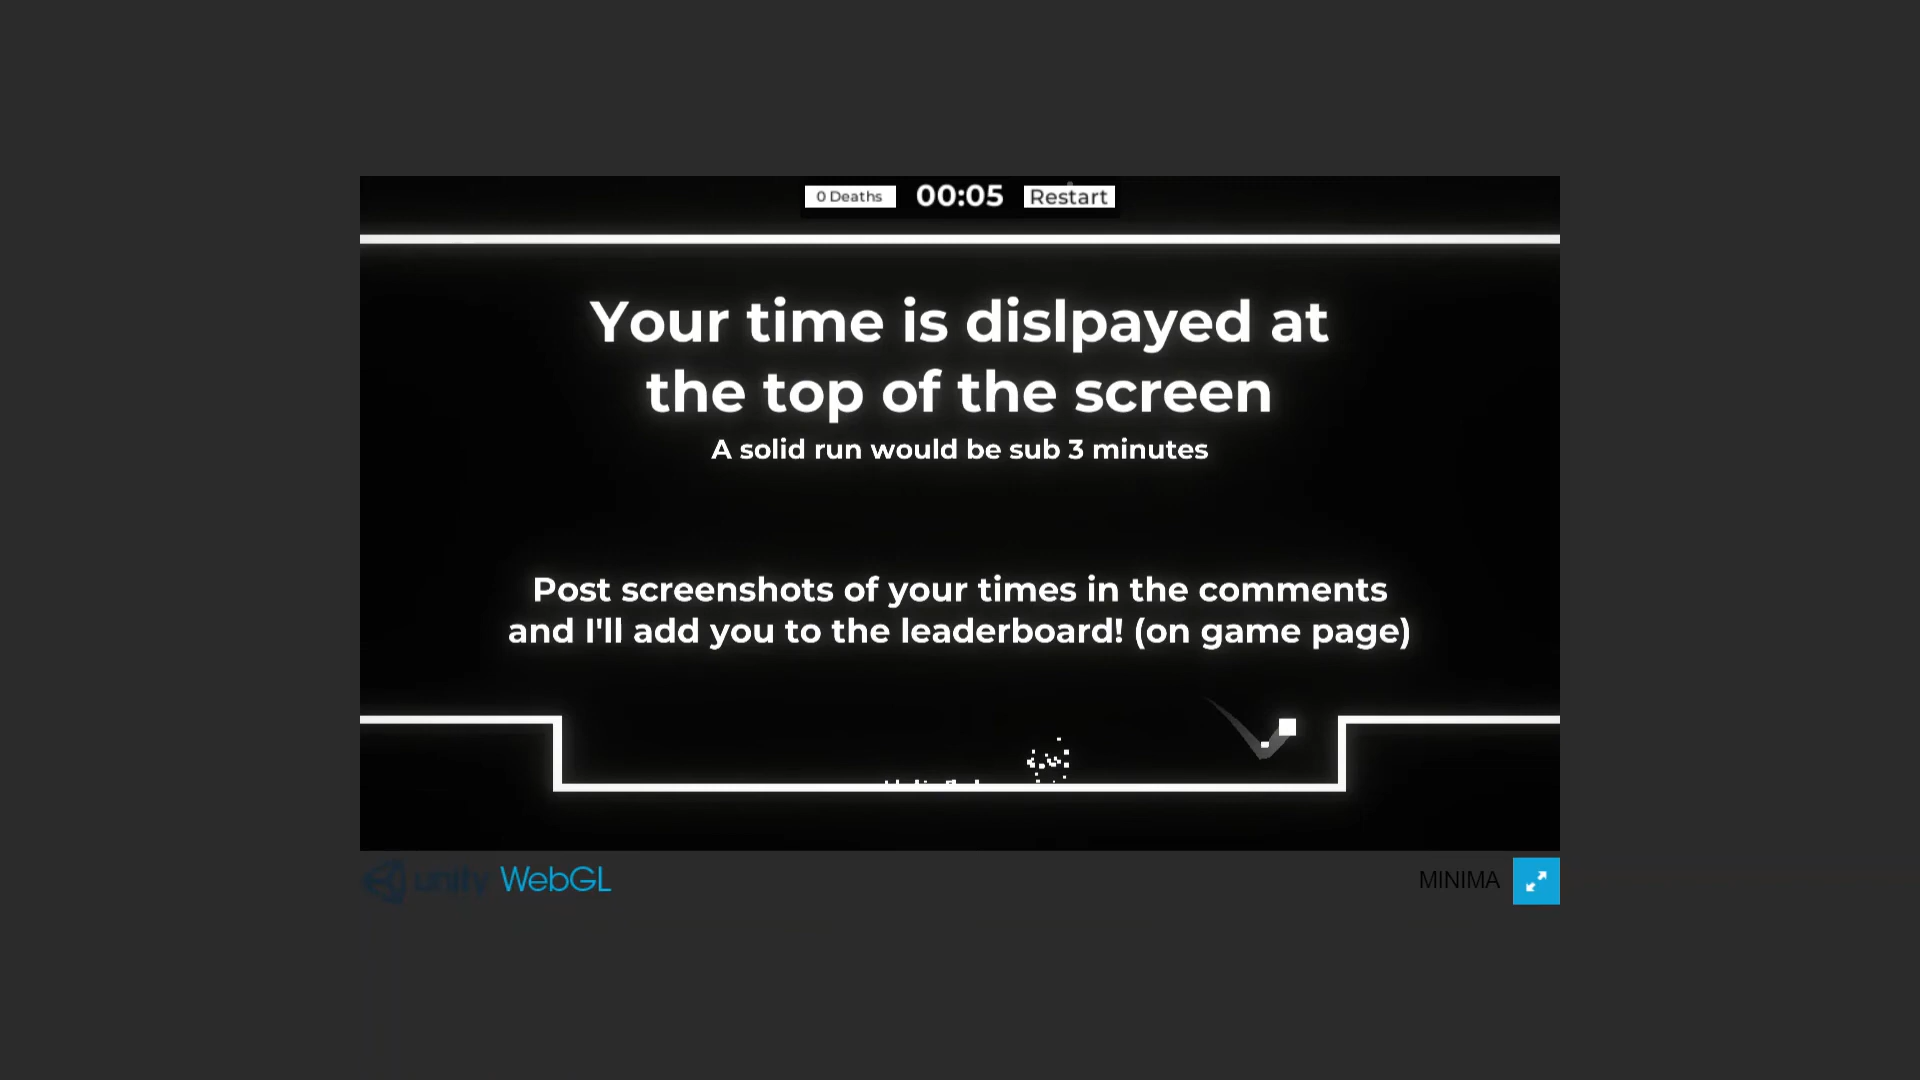 0 Deaths 00:05 Restart
Your time is dislpayed at
the top of the screen
A solid run would be sub 3 minutes
Post screenshots of your times in the comments
and I'll add you to the leaderboard! (on game page)
unity WebGL
MINIMA